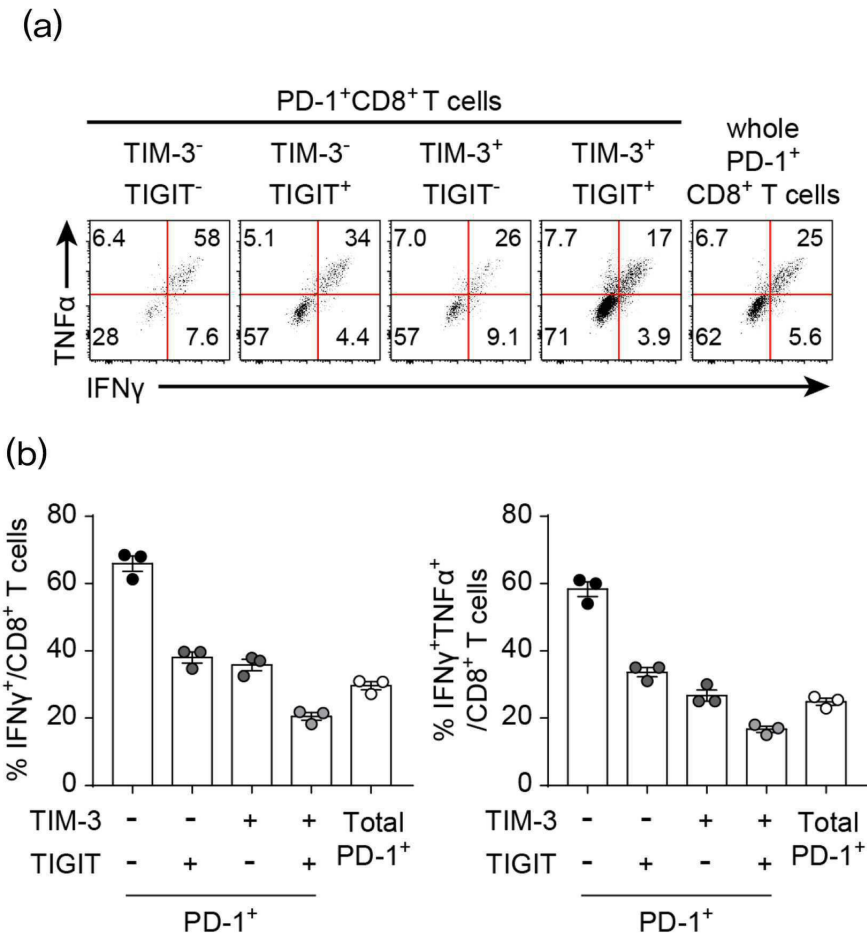 (a)
PD-1⁺CD8⁺ T cells
TIM-3⁻ TIM-3⁻ TIM-3⁺ TIM-3⁺ whole
TIGIT⁻ TIGIT⁺ TIGIT⁻ TIGIT⁺ PD-1⁺
CD8⁺ T cells
6.4 58 5.1 34 7.0 26 7.7 17 6.7 25
28 7.6 57 4.4 57 9.1 71 3.9 62 5.6
TNFα
IFNγ
(b)
% IFNγ⁺/CD8⁺ T cells
80
60
40
20
0
TIM-3 - - + + Total
TIGIT - + - + PD-1⁺
PD-1⁺
% IFNγ⁺TNFα⁺
/CD8⁺ T cells
80
60
40
20
0
TIM-3 - - + + Total
TIGIT - + - + PD-1⁺
PD-1⁺